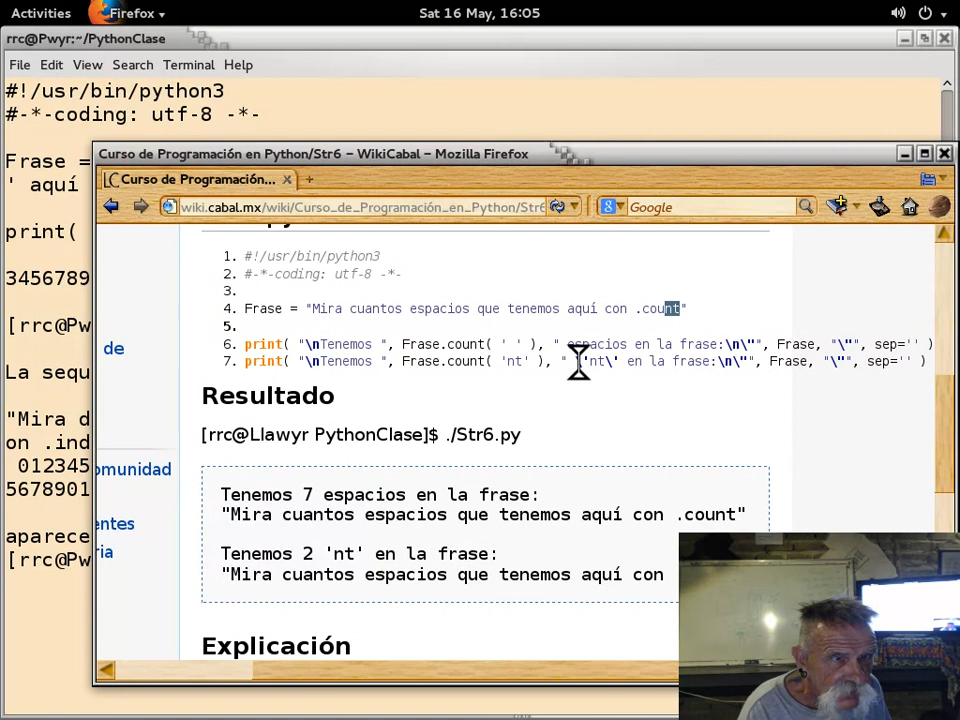 Activities Firefox Sat 16 May, 16:05
rrc@Pwyr:~/PythonClase
File Edit View Search Terminal Help
#!/usr/bin/python3
#-*-coding: utf-8 -*-
Frase =
' aquí
print(
3456789
[rrc@Pw
La sequ
"Mira d
on .ind
012345
5678901
aparece
[rrc@Pw
Curso de Programación en Python/Str6 – WikiCabal – Mozilla Firefox
Curso de Programación...
wiki.cabal.mx/wiki/Curso_de_Programación_en_Python/Str6
Google
1. #!/usr/bin/python3
2. #-*-coding: utf-8 -*-
3.
4. Frase = "Mira cuantos espacios que tenemos aquí con .count"
5.
6. print( "\nTenemos ", Frase.count( ' ' ), " espacios en la frase:\n\"", Frase, "\"", sep='' )
7. print( "\nTenemos ", Frase.count( 'nt' ), " \'nt\' en la frase:\n\"", Frase, "\"", sep='' )
de
Resultado
[rrc@Llawyr PythonClase]$ ./Str6.py
omunidad
entes
ria
Tenemos 7 espacios en la frase:
"Mira cuantos espacios que tenemos aquí con .count"
Tenemos 2 'nt' en la frase:
"Mira cuantos espacios que tenemos aquí con
Explicación